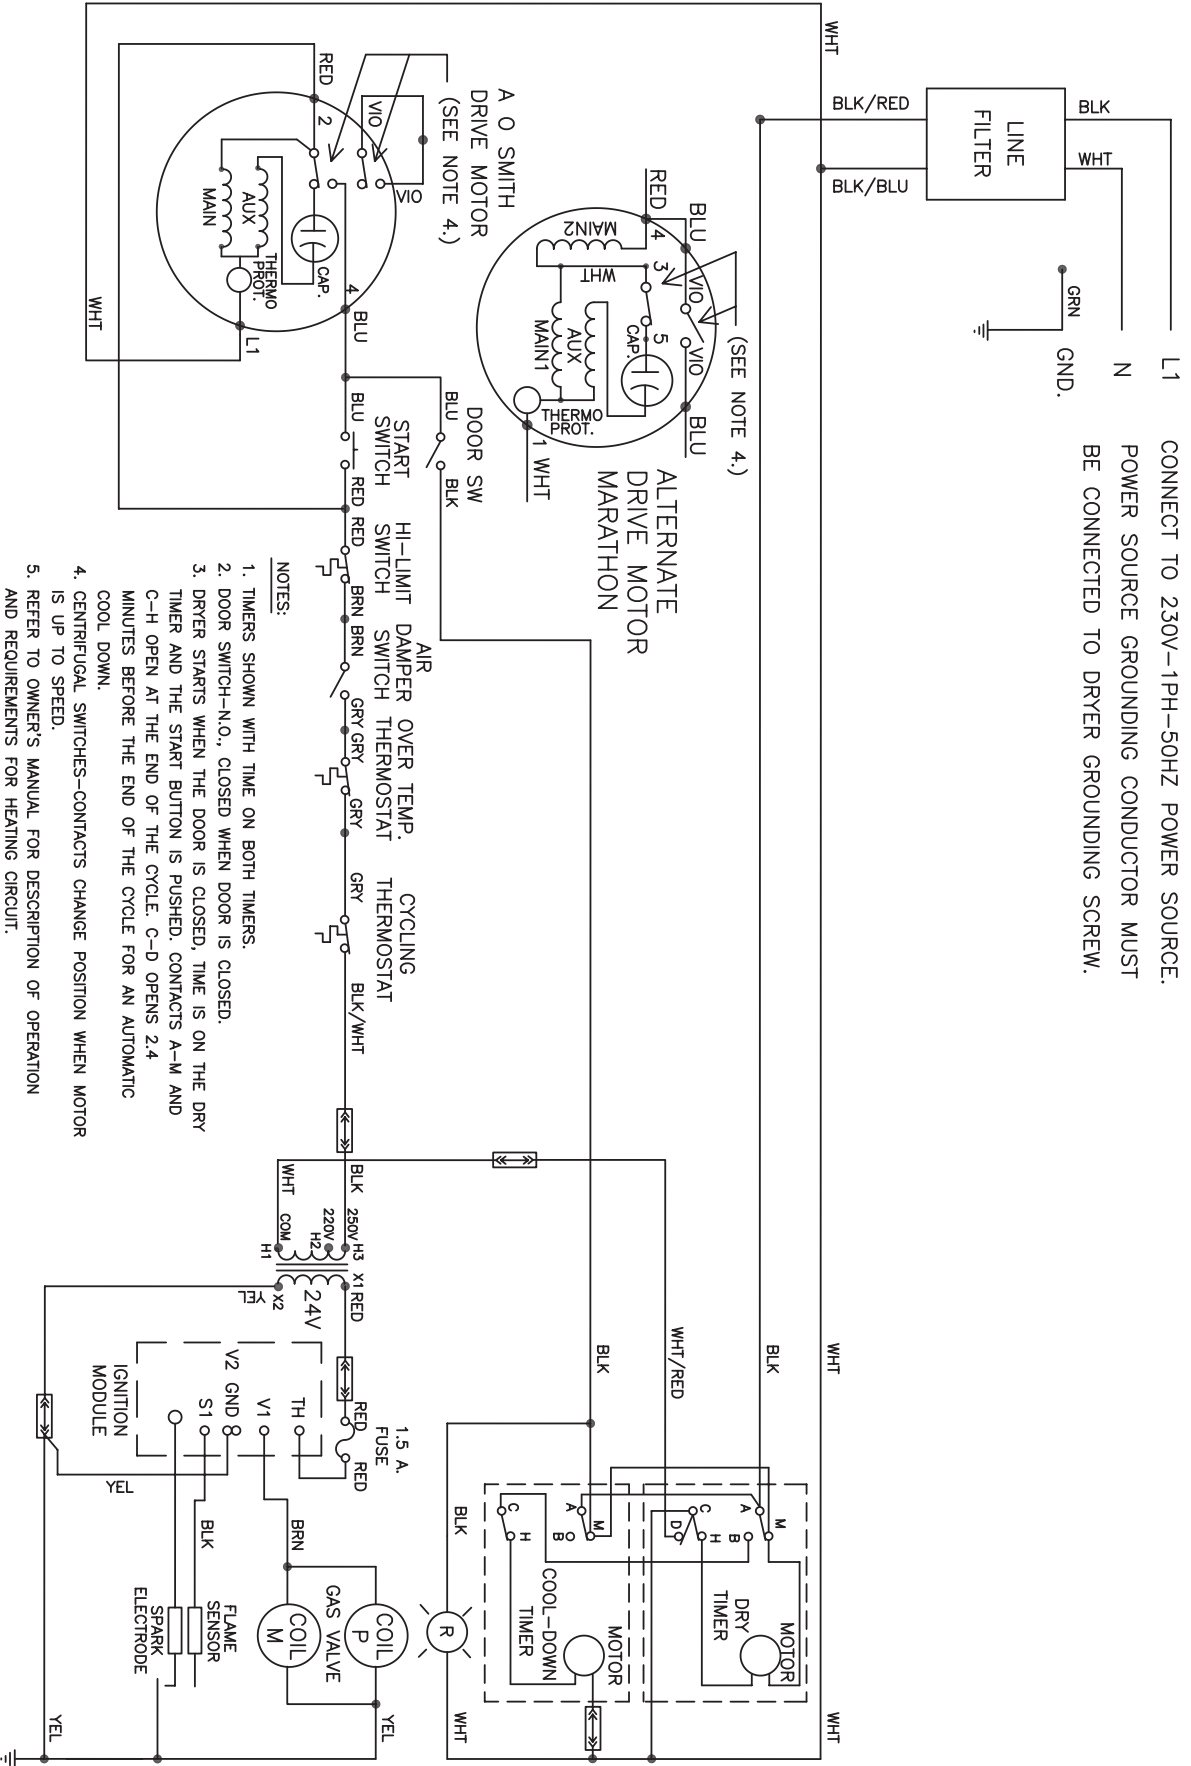 L1 CONNECT TO 230V-1PH-50HZ POWER SOURCE.
N POWER SOURCE GROUNDING CONDUCTOR MUST
GND. BE CONNECTED TO DRYER GROUNDING SCREW.
BLK
WHT
GRN
LINE
FILTER
BLK/RED
BLK/BLU
WHT
WHT
WHT
BLK
WHT/RED
BLK
A O SMITH
DRIVE MOTOR
(SEE NOTE 4.)
RED
2
VIO
VIO
MAIN
AUX
CAP.
THERMO
PROT.
4
BLU
L1
WHT
RED
4
BLU
MAIN2
WHT
3
VIO
VIO
5
CAP.
AUX
MAIN1
THERMO
PROT.
BLU
1 WHT
(SEE NOTE 4.)
ALTERNATE
DRIVE MOTOR
MARATHON
DOOR SW
BLU
BLK
BLU
START
SWITCH
RED
RED
HI-LIMIT
SWITCH
BRN
BRN
AIR
DAMPER
SWITCH
GRY
GRY
OVER TEMP.
THERMOSTAT
GRY
GRY
CYCLING
THERMOSTAT
BLK/WHT
BLK
WHT
COM
220V
250V
H1
H2
H3
X1
X2
24V
RED
YEL
RED
1.5 A.
FUSE
RED
IGNITION
MODULE
S1
V2 GND
V1
TH
YEL
BLK
BRN
FLAME
SENSOR
SPARK
ELECTRODE
GAS VALVE
COIL
M
COIL
P
YEL
YEL
BLK
R
WHT
M
A
B
C
H
D
DRY
TIMER
MOTOR
M
A
B
C
H
COOL-DOWN
TIMER
MOTOR
NOTES:
1. TIMERS SHOWN WITH TIME ON BOTH TIMERS.
2. DOOR SWITCH-N.O., CLOSED WHEN DOOR IS CLOSED.
3. DRYER STARTS WHEN THE DOOR IS CLOSED, TIME IS ON THE DRY
TIMER AND THE START BUTTON IS PUSHED. CONTACTS A-M AND
C-H OPEN AT THE END OF THE CYCLE. C-D OPENS 2.4
MINUTES BEFORE THE END OF THE CYCLE FOR AN AUTOMATIC
COOL DOWN.
4. CENTRIFUGAL SWITCHES-CONTACTS CHANGE POSITION WHEN MOTOR
IS UP TO SPEED.
5. REFER TO OWNER'S MANUAL FOR DESCRIPTION OF OPERATION
AND REQUIREMENTS FOR HEATING CIRCUIT.